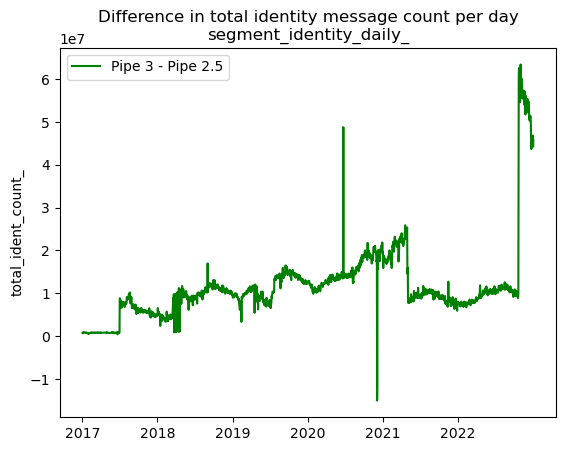 Difference in total identity message count per day
segment_identity_daily_
1e7
Pipe 3 - Pipe 2.5
total_ident_count_
6
5
4
3
2
1
0
−1
2017 2018 2019 2020 2021 2022